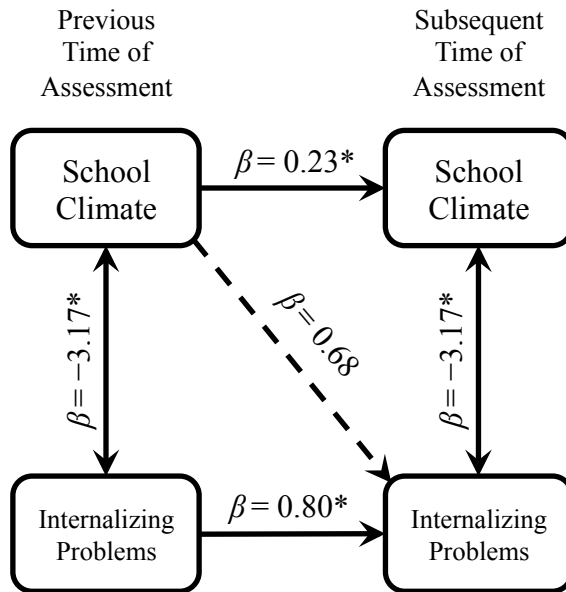 Previous
Time of
Assessment
Subsequent
Time of
Assessment
School
Climate
β = 0.23*
School
Climate
β = −3.17*
β = 0.68
β = −3.17*
Internalizing
Problems
β = 0.80*
Internalizing
Problems